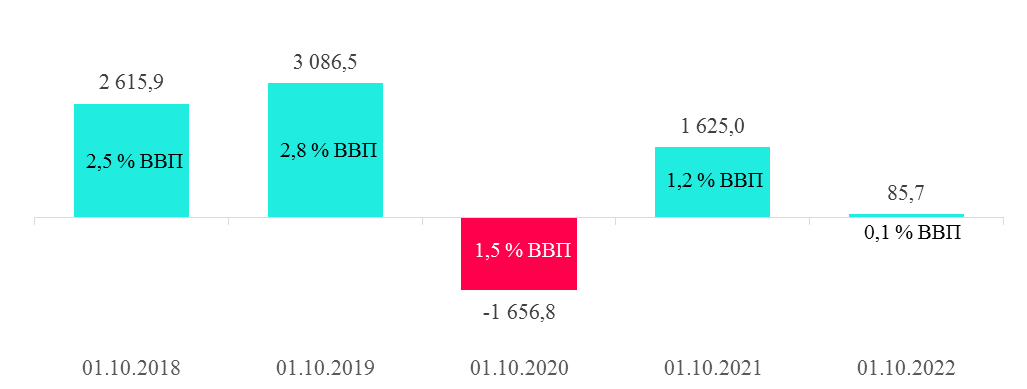 3 086,5
2 615,9
1 625,0
2,8 % ВВП
2,5 % ВВП
1,2 % ВВП
85,7
0,1 % ВВП
1,5 % ВВП
-1 656,8
01.10.2018 01.10.2019 01.10.2020 01.10.2021 01.10.2022